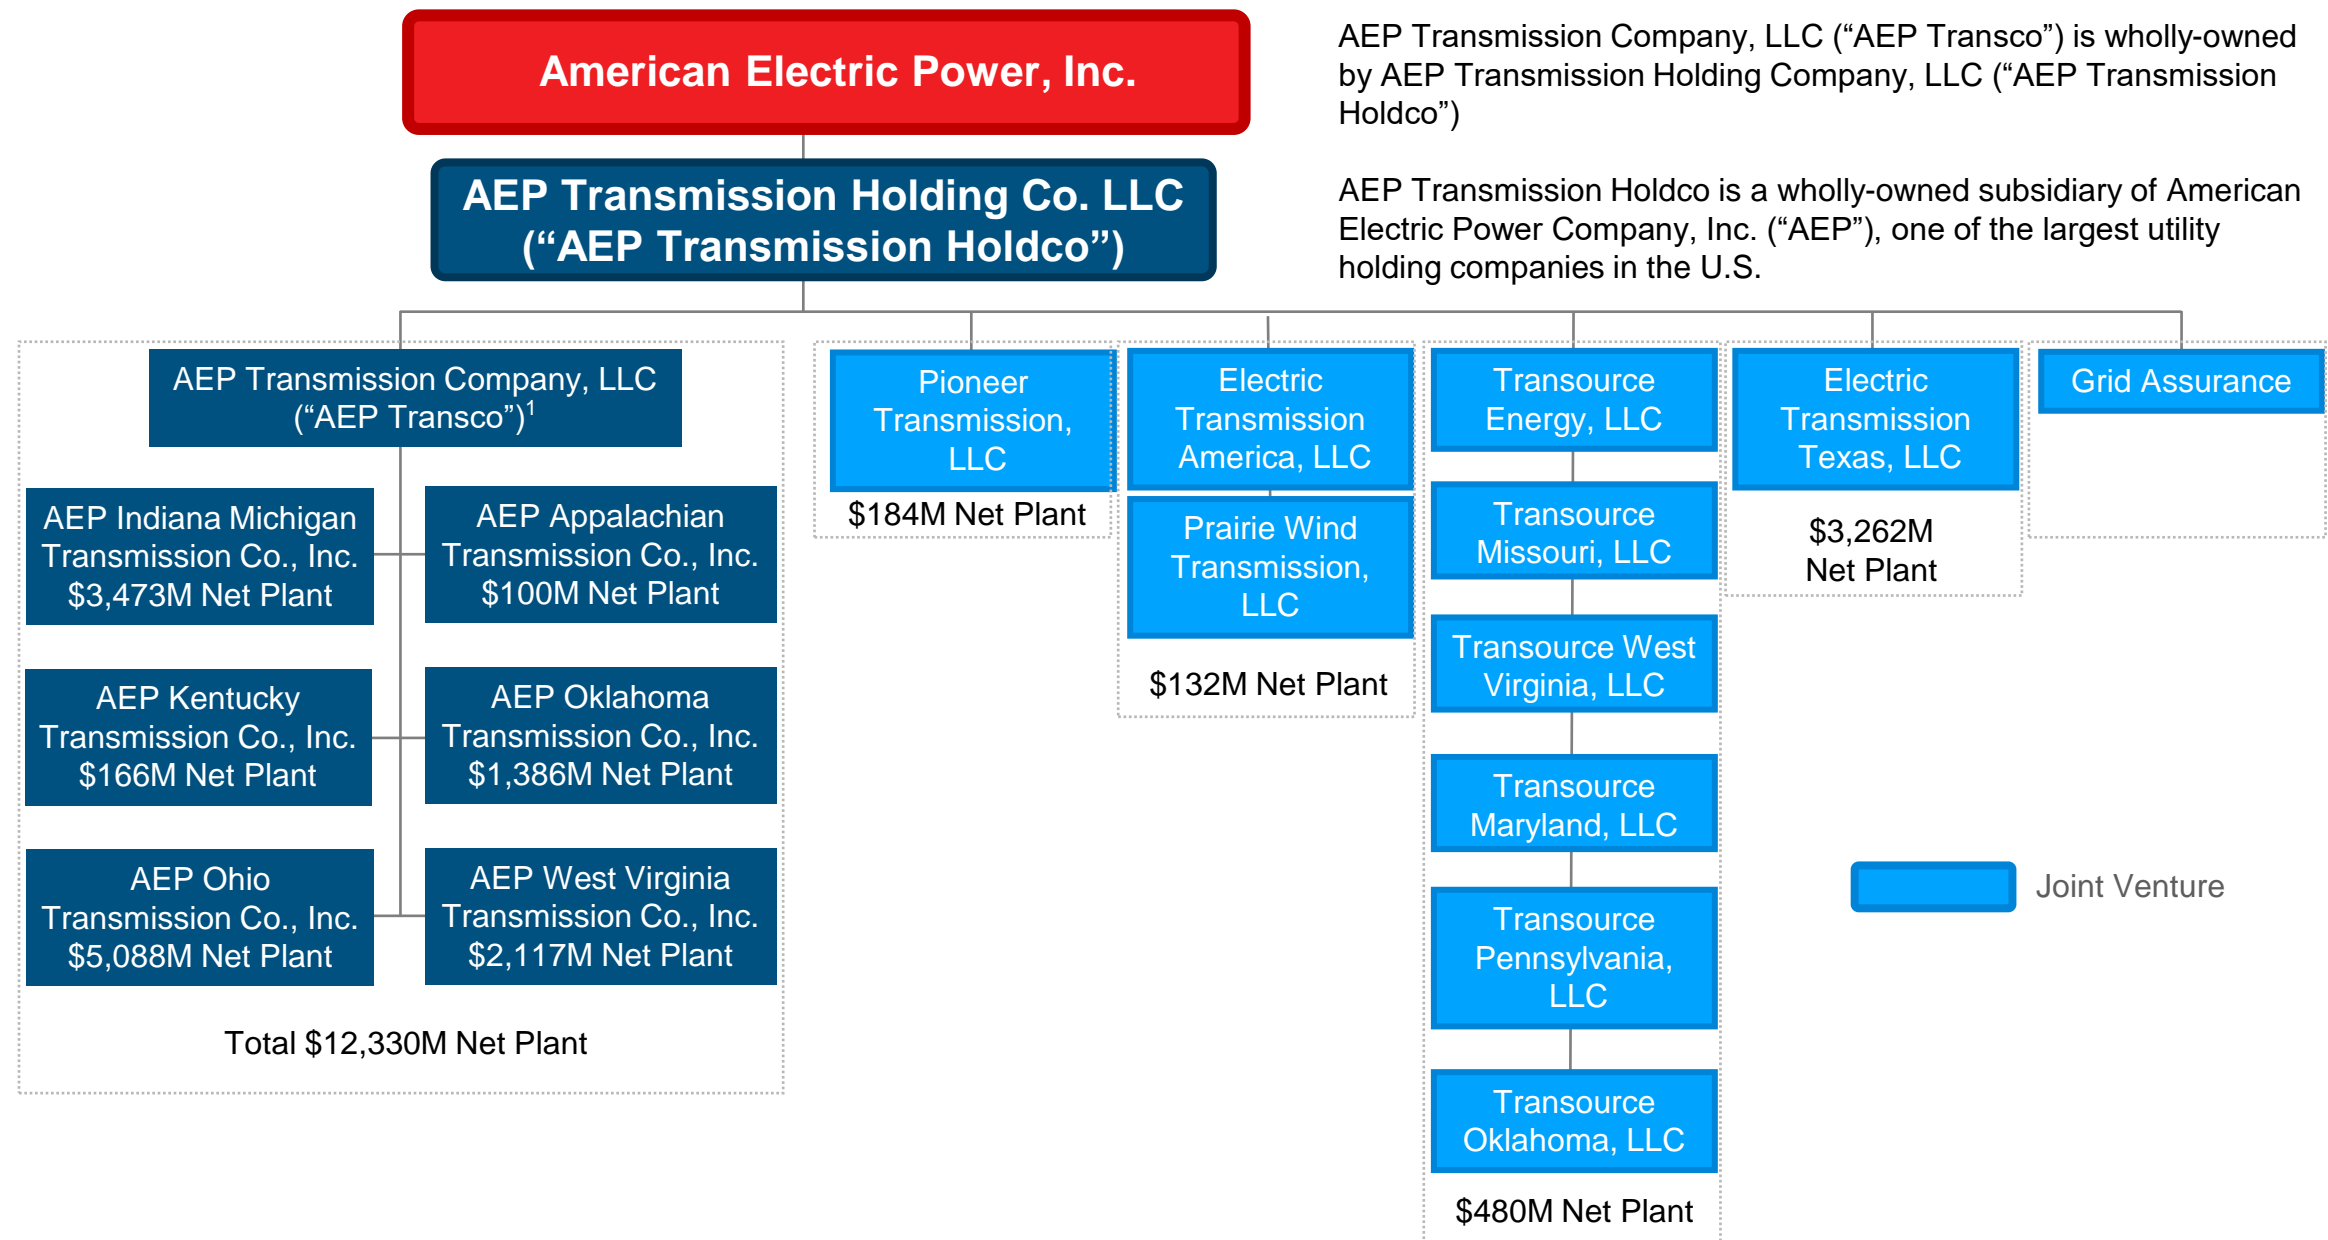 American Electric Power, Inc.
AEP Transmission Holding Co. LLC
(“AEP Transmission Holdco”)
AEP Transmission Company, LLC (“AEP Transco”) is wholly-owned
by AEP Transmission Holding Company, LLC (“AEP Transmission
Holdco”)
AEP Transmission Holdco is a wholly-owned subsidiary of American
Electric Power Company, Inc. (“AEP”), one of the largest utility
holding companies in the U.S.
AEP Transmission Company, LLC
(“AEP Transco”)1
AEP Indiana Michigan
Transmission Co., Inc.
$3,473M Net Plant
AEP Appalachian
Transmission Co., Inc.
$100M Net Plant
AEP Kentucky
Transmission Co., Inc.
$166M Net Plant
AEP Oklahoma
Transmission Co., Inc.
$1,386M Net Plant
AEP Ohio
Transmission Co., Inc.
$5,088M Net Plant
AEP West Virginia
Transmission Co., Inc.
$2,117M Net Plant
Total $12,330M Net Plant
Pioneer
Transmission,
LLC
$184M Net Plant
Electric
Transmission
America, LLC
Prairie Wind
Transmission,
LLC
$132M Net Plant
Transource
Energy, LLC
Transource
Missouri, LLC
Transource West
Virginia, LLC
Transource
Maryland, LLC
Transource
Pennsylvania,
LLC
Transource
Oklahoma, LLC
$480M Net Plant
Electric
Transmission
Texas, LLC
$3,262M
Net Plant
Grid Assurance
Joint Venture